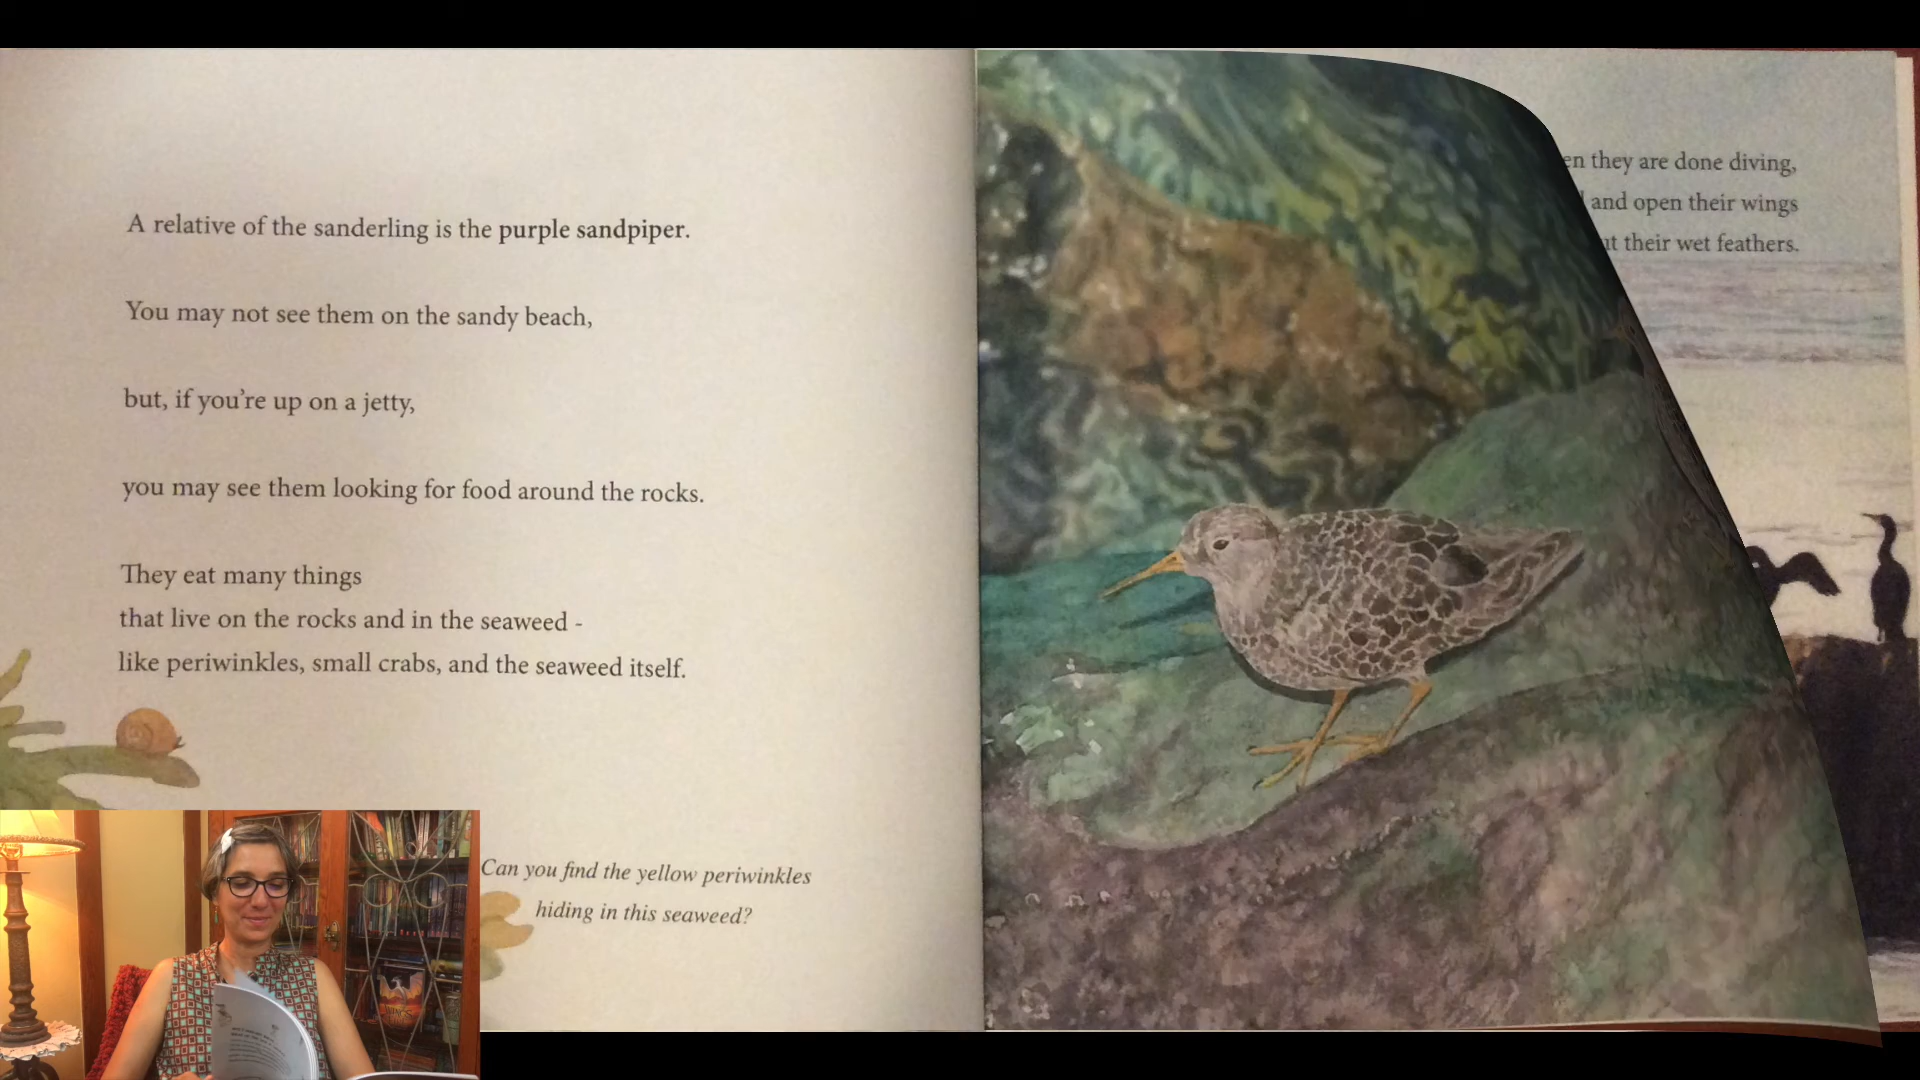 A relative of the sanderling is the purple sandpiper.
You may not see them on the sandy beach,
but, if you're up on a jetty,
you may see them looking for food around the rocks.
They eat many things
that live on the rocks and in the seaweed -
like periwinkles, small crabs, and the seaweed itself.
Can you find the yellow periwinkles
hiding in this seaweed?
they are done diving,
and open their wings
their wet feathers.